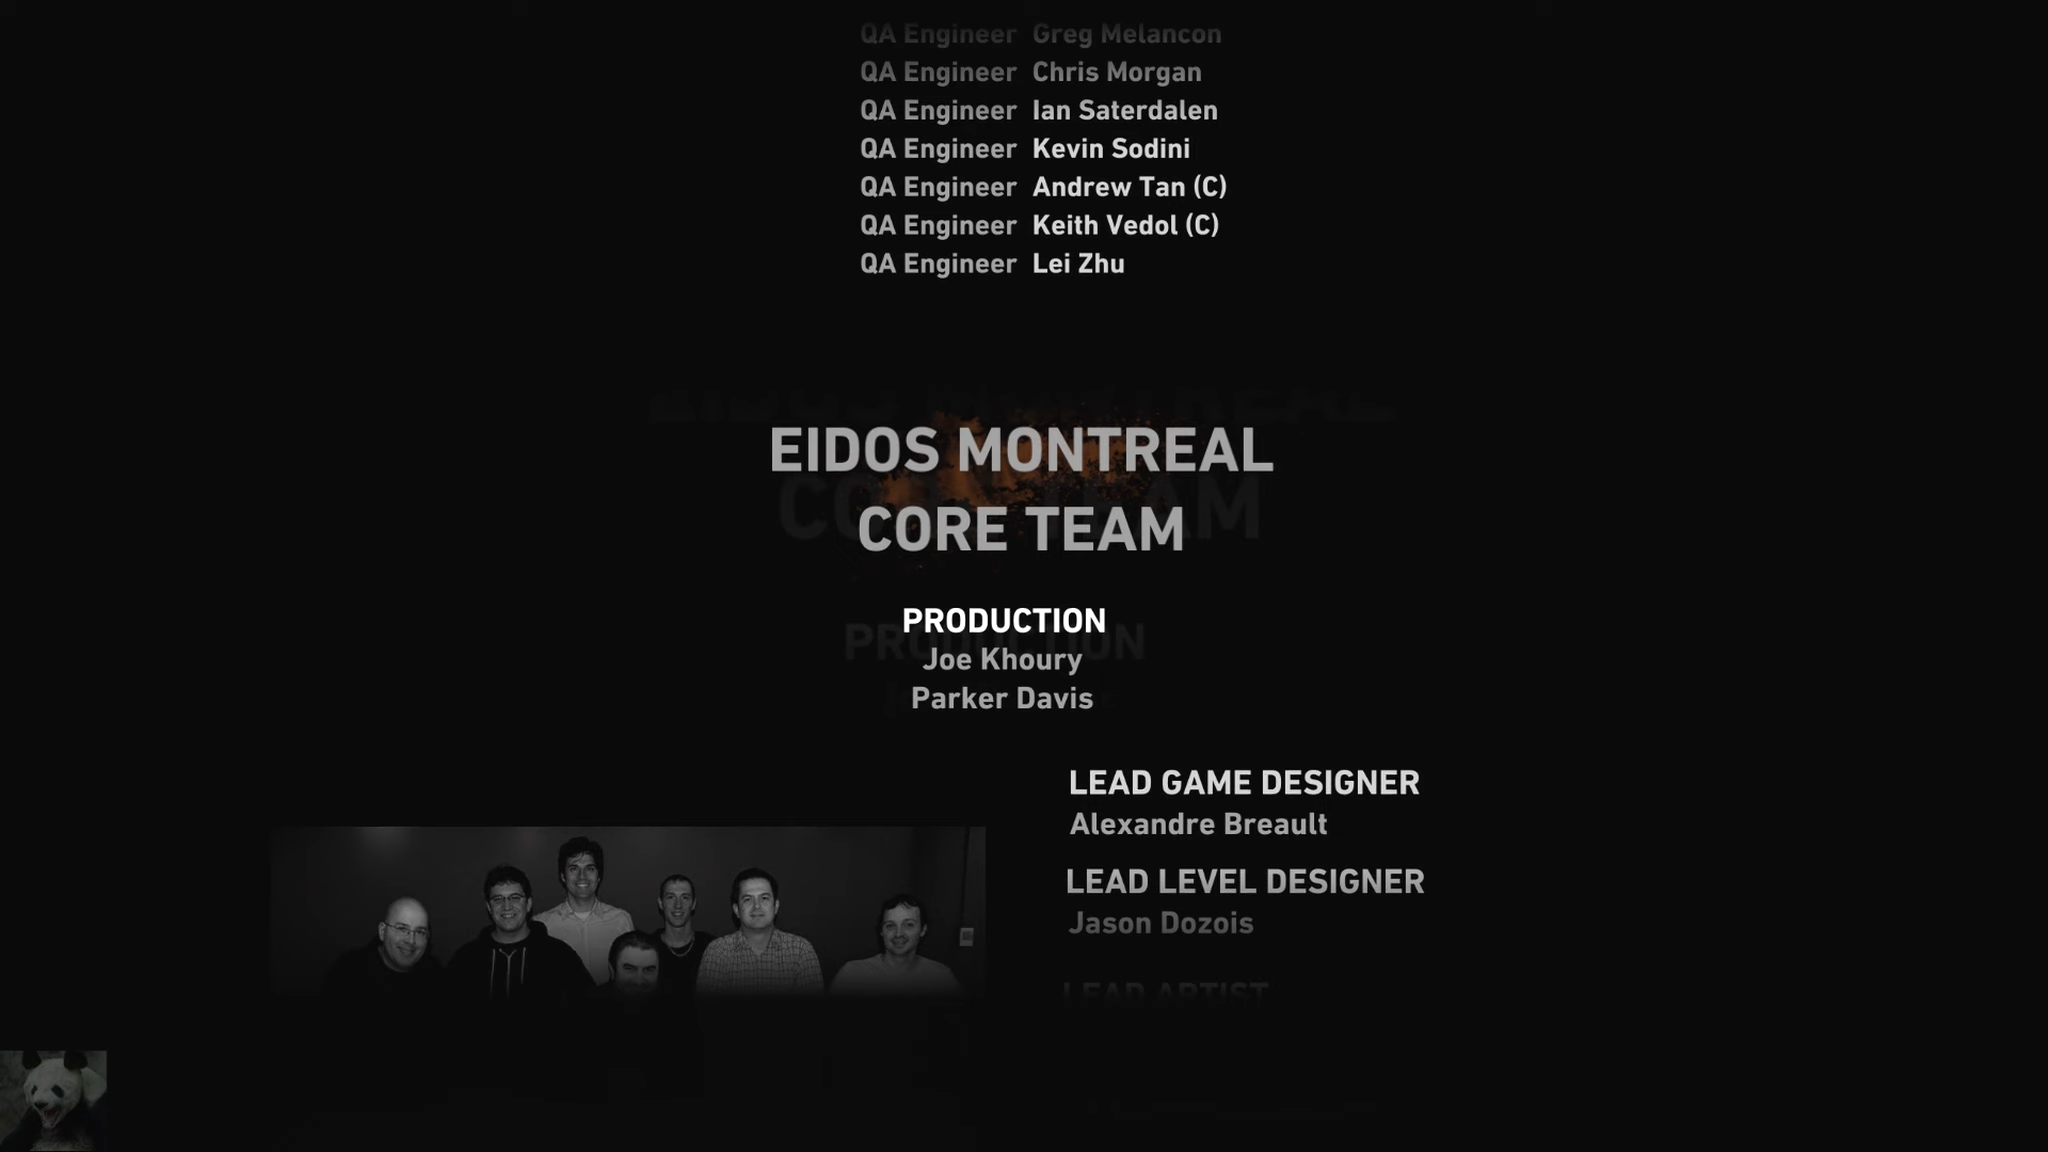 QA Engineer Greg Melancon
QA Engineer Chris Morgan
QA Engineer Ian Saterdalen
QA Engineer Kevin Sodini
QA Engineer Andrew Tan (C)
QA Engineer Keith Vedol (C)
QA Engineer Lei Zhu
EIDOS MONTREAL
CORE TEAM
PRODUCTION
Joe Khoury
Parker Davis
LEAD GAME DESIGNER
Alexandre Breault
LEAD LEVEL DESIGNER
Jason Dozois
LEAD ARTIST